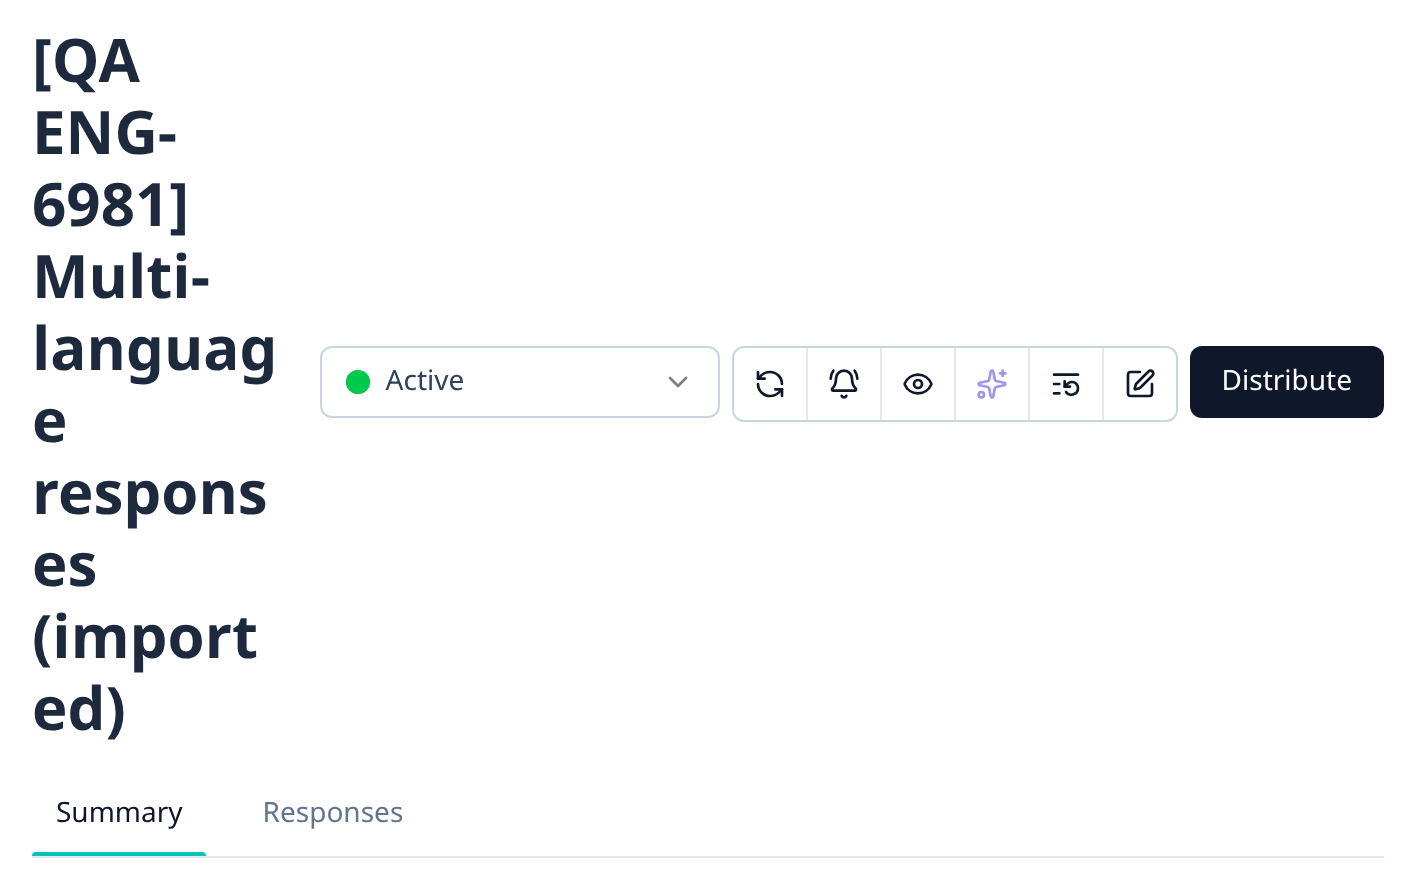 [QA
ENG-
6981]
Multi-
languag
e
respons
es
(import
ed)
Active
Distribute
Summary
Responses